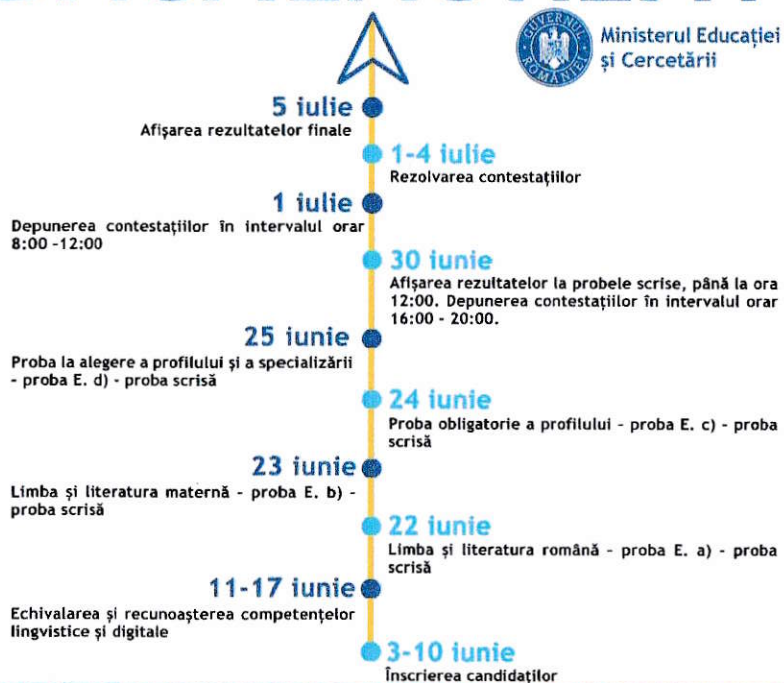 GUVERNUL ROMÂNIEI
Ministerul Educației
și Cercetării
5 iulie
Afișarea rezultatelor finale
1-4 iulie
Rezolvarea contestațiilor
1 iulie
Depunerea contestațiilor în intervalul orar
8:00 -12:00
30 iunie
Afișarea rezultatelor la probele scrise, până la ora
12:00. Depunerea contestațiilor în intervalul orar
16:00 - 20:00.
25 iunie
Proba la alegere a profilului și a specializării
- proba E. d) - proba scrisă
24 iunie
Proba obligatorie a profilului - proba E. c) - proba
scrisă
23 iunie
Limba și literatura maternă - proba E. b) -
proba scrisă
22 iunie
Limba și literatura română - proba E. a) - proba
scrisă
11-17 iunie
Echivalarea și recunoașterea competențelor
lingvistice și digitale
3-10 iunie
Înscrierea candidaților